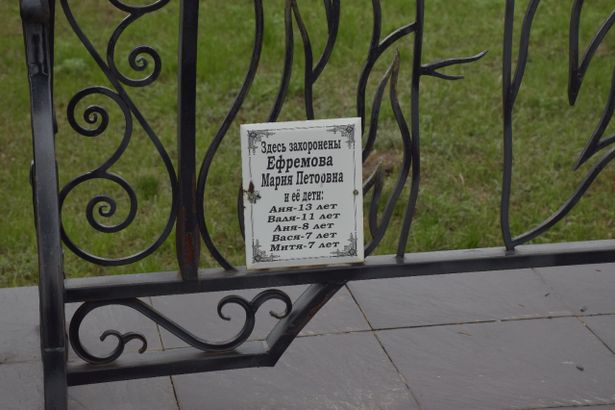 Здесь захоронены
Ефремова
Мария Петоовна
и её дети:
Аня-13 лет
Валя-11 лет
Аня-8 лет
Вася-7 лет
Митя-7 лет